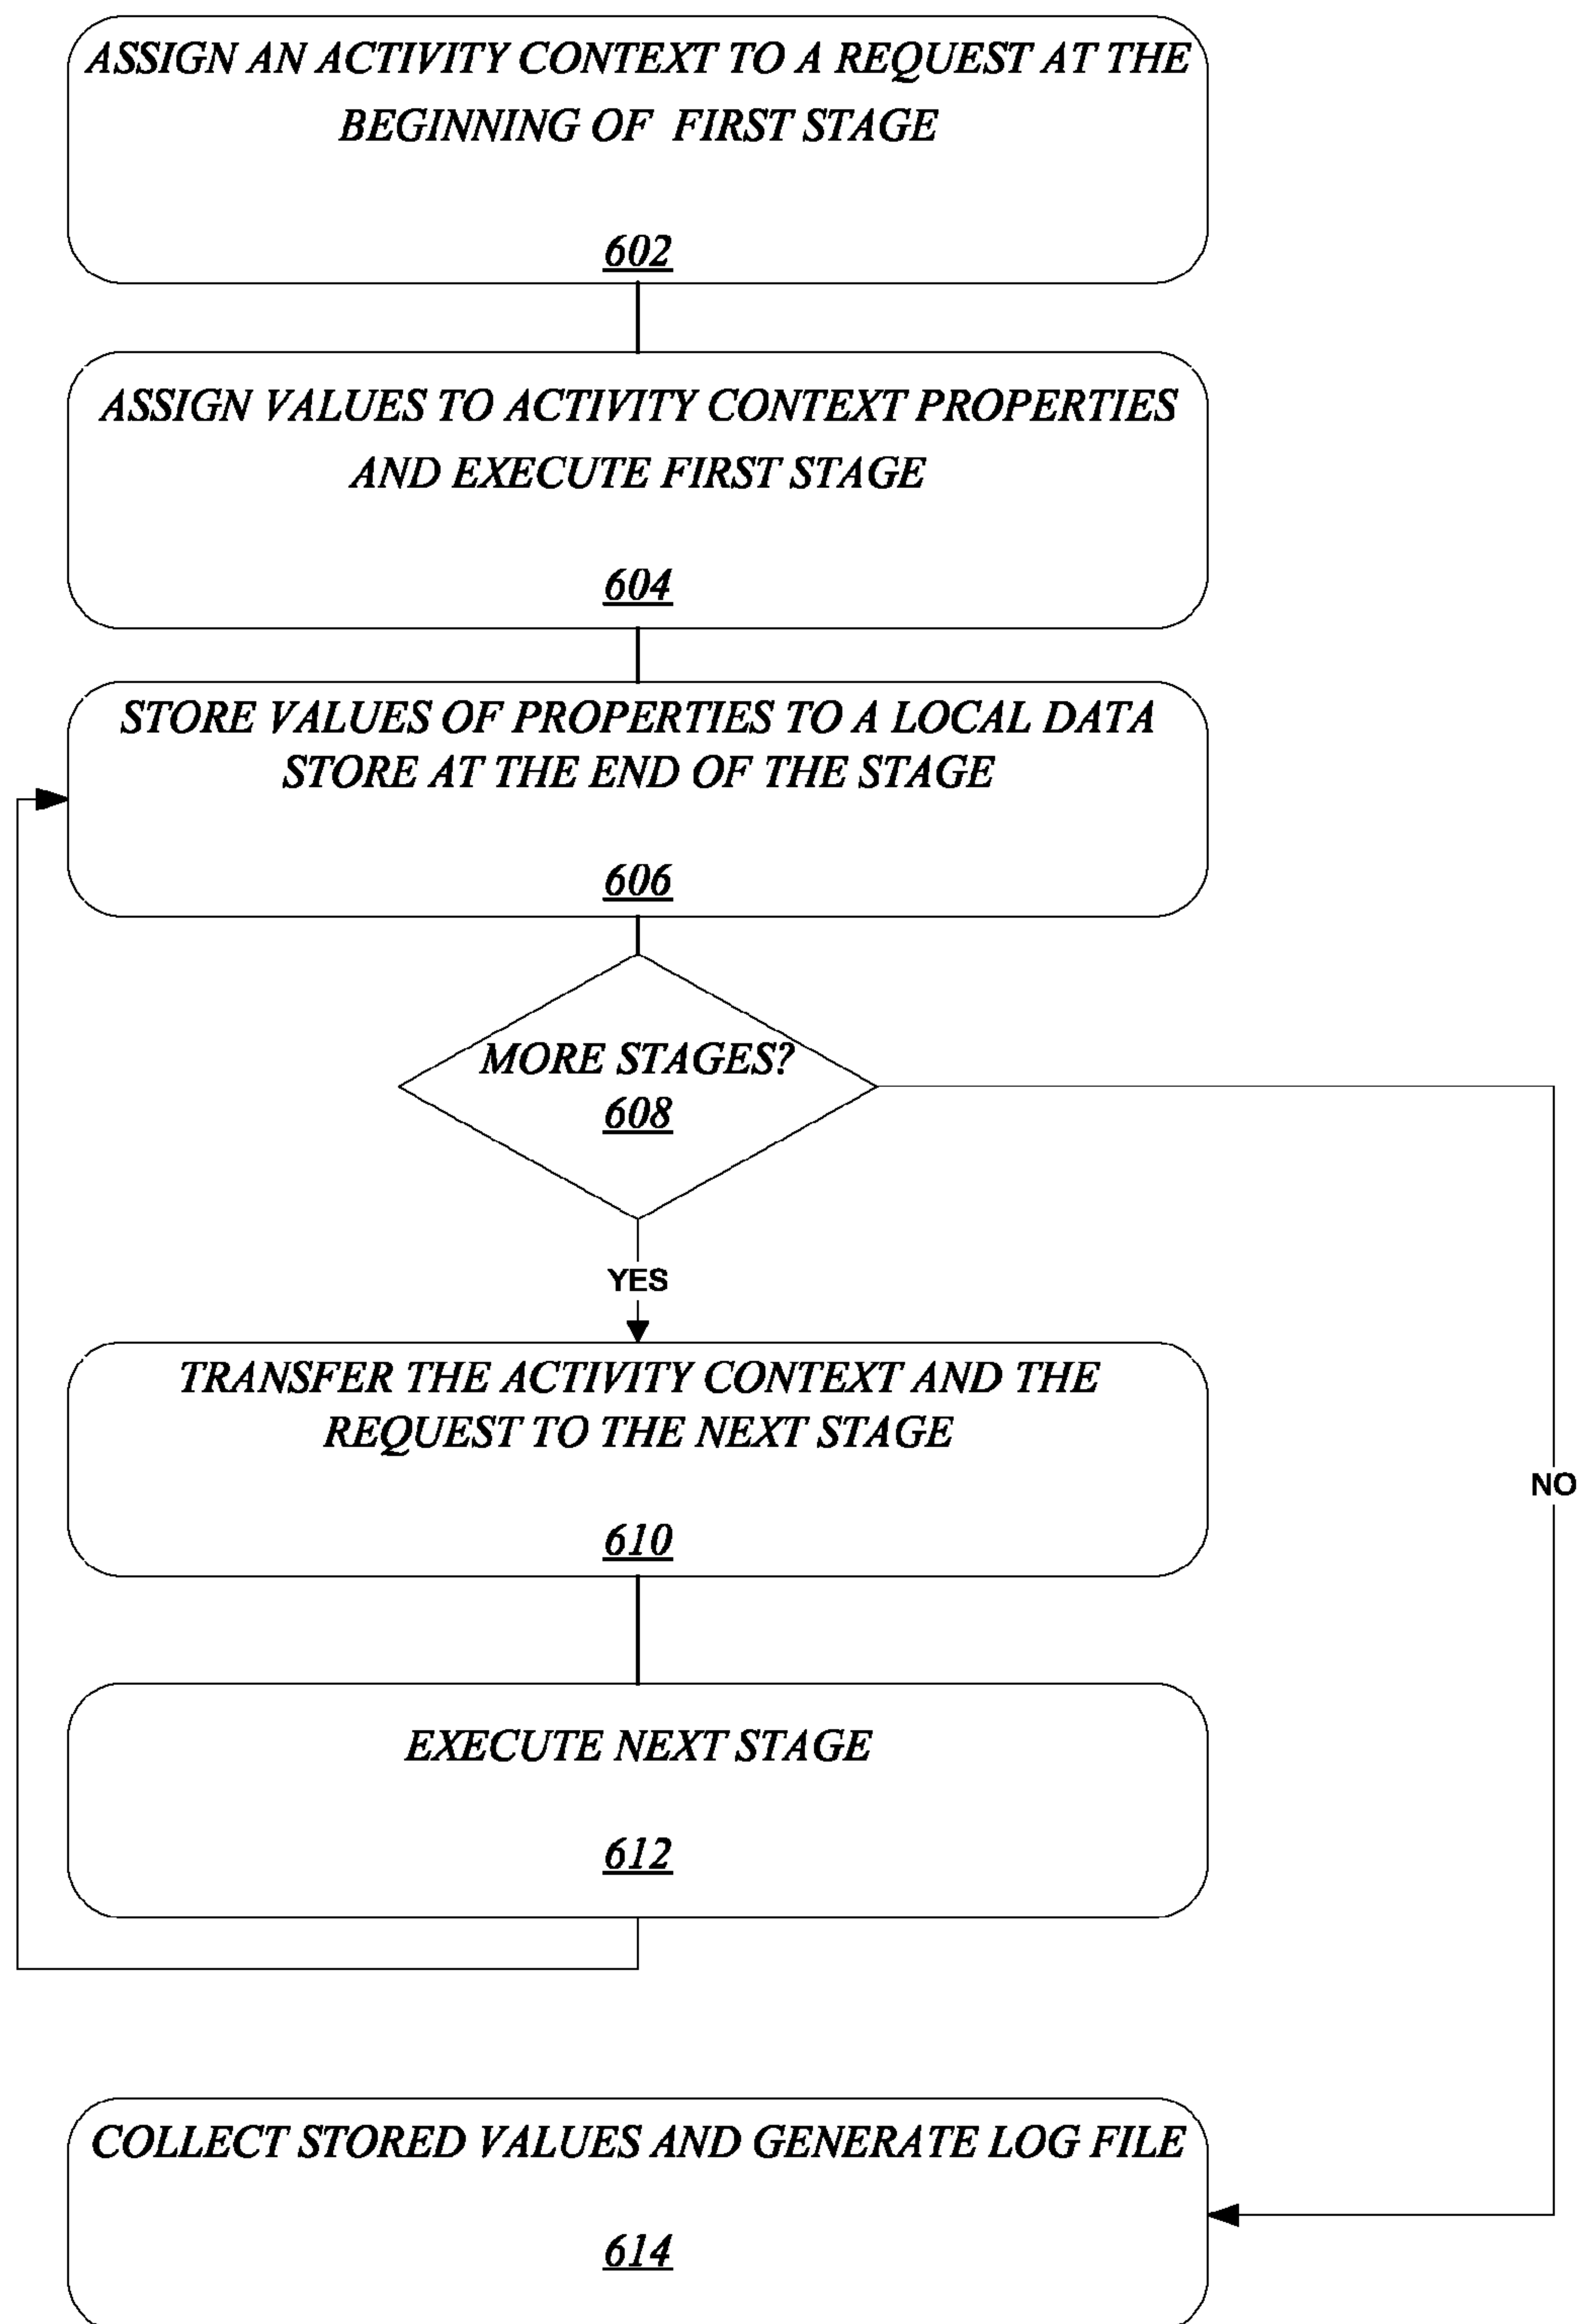 ASSIGN AN ACTIVITY CONTEXT TO A REQUEST AT THE
BEGINNING OF FIRST STAGE
602
ASSIGN VALUES TO ACTIVITY CONTEXT PROPERTIES
AND EXECUTE FIRST STAGE
604
STORE VALUES OF PROPERTIES TO A LOCAL DATA
STORE AT THE END OF THE STAGE
606
MORE STAGES?
608
YES
TRANSFER THE ACTIVITY CONTEXT AND THE
REQUEST TO THE NEXT STAGE
NO
610
EXECUTE NEXT STAGE
612
COLLECT STORED VALUES AND GENERATE LOG FILE
614